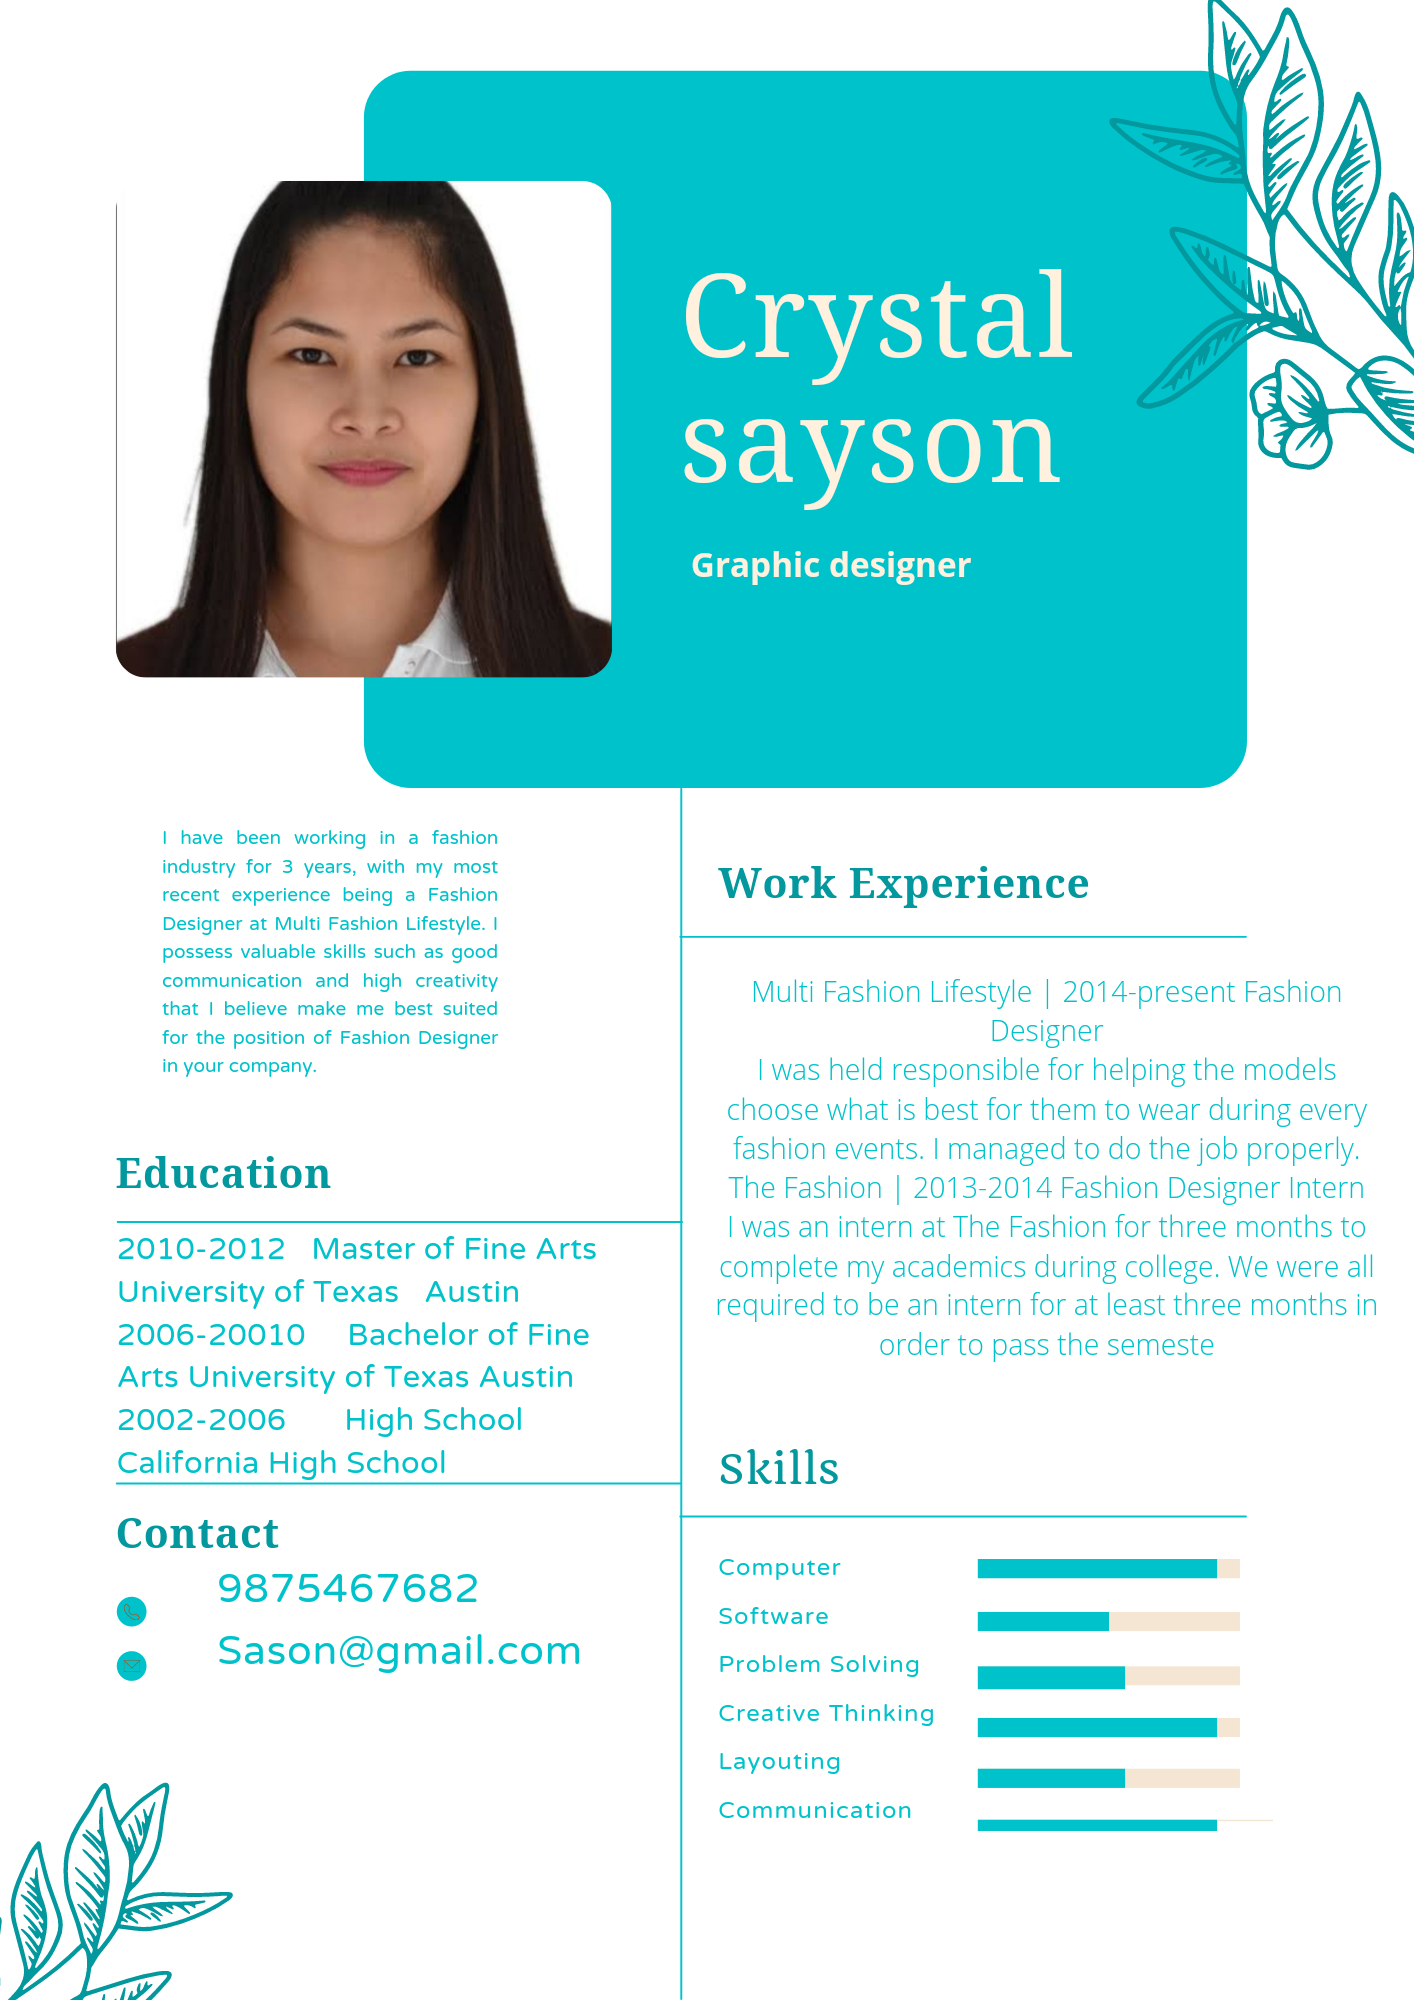 Crystal
sayson
Graphic designer
I have been working in a fashion
industry for 3 years, with my most
recent experience being a Fashion
Designer at Multi Fashion Lifestyle. I
possess valuable skills such as good
communication and high creativity
that I believe make me best suited
for the position of Fashion Designer
in your company.
Education
2010-2012 Master of Fine Arts
University of Texas Austin
2006-20010 Bachelor of Fine
Arts University of Texas Austin
2002-2006 High School
California High School
Contact
9875467682
Sason@gmail.com
Work Experience
Multi Fashion Lifestyle | 2014-present Fashion
Designer
I was held responsible for helping the models
choose what is best for them to wear during every
fashion events. I managed to do the job properly.
The Fashion | 2013-2014 Fashion Designer Intern
I was an intern at The Fashion for three months to
complete my academics during college. We were all
required to be an intern for at least three months in
order to pass the semeste
Skills
Computer
Software
Problem Solving
Creative Thinking
Layouting
Communication